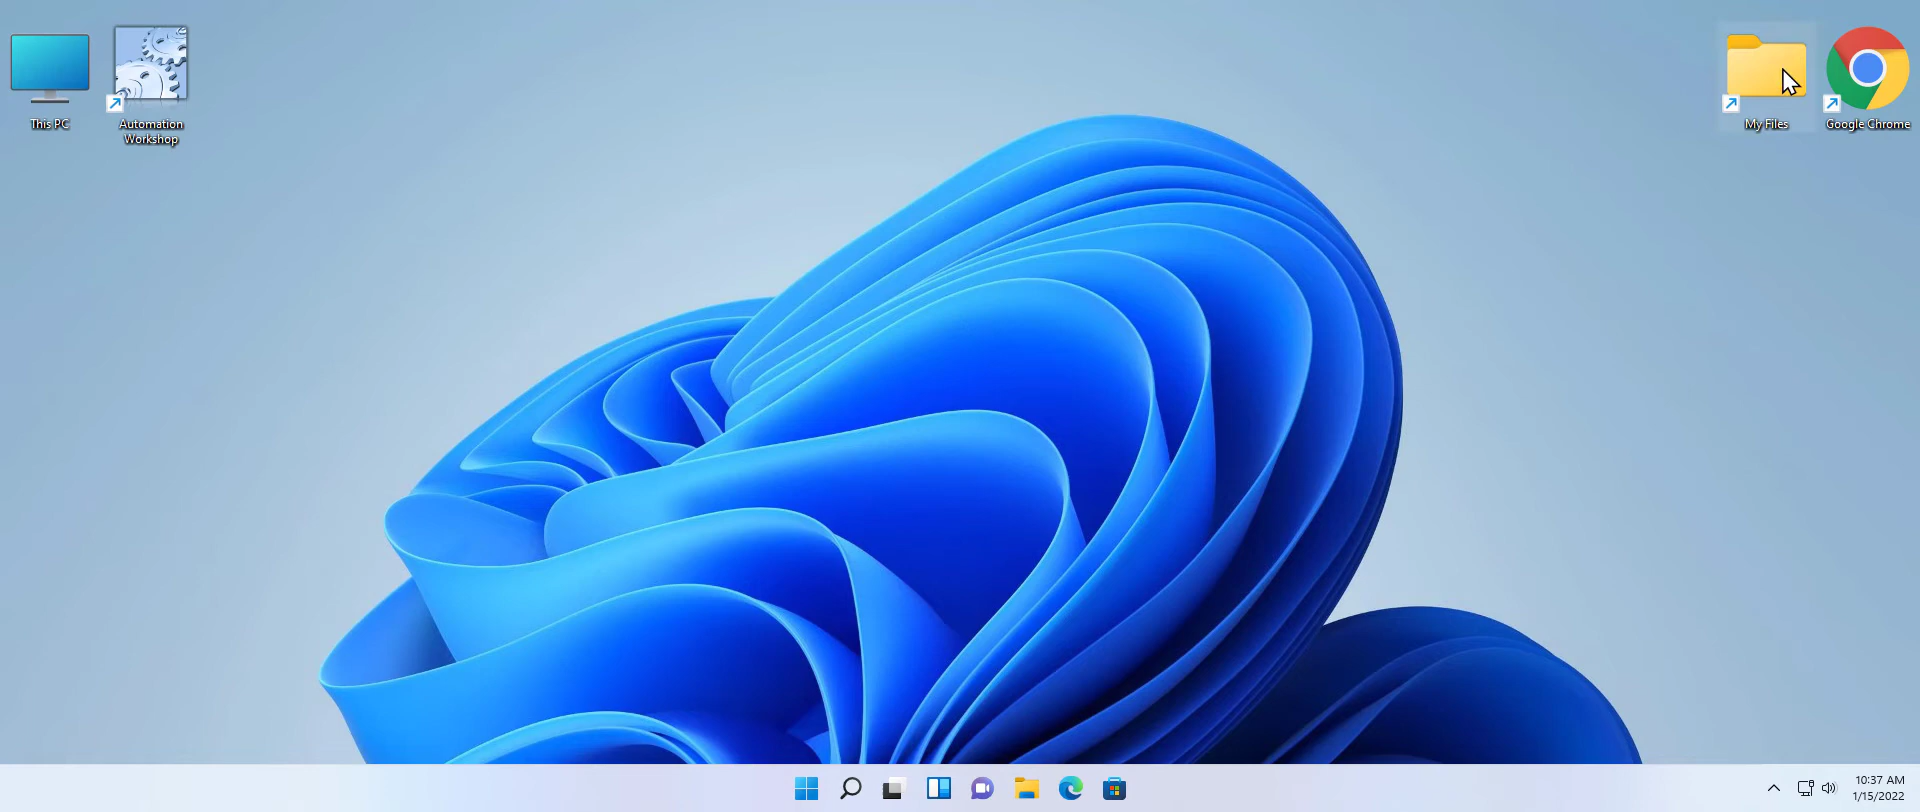 This PC
Automation
Workshop
My Files
Google Chrome
10:37 AM
1/15/2022